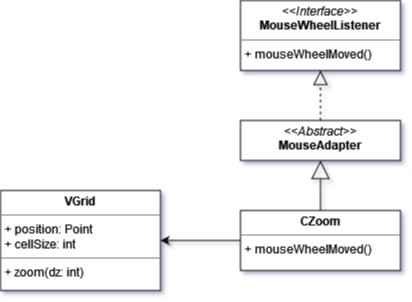 <<Interface>>
MouseWheelListener
+ mouseWheelMoved()
<<Abstract>>
MouseAdapter
VGrid
+ position: Point
+ cellSize: int
+ zoom(dz: int)
CZoom
+ mouseWheelMoved()